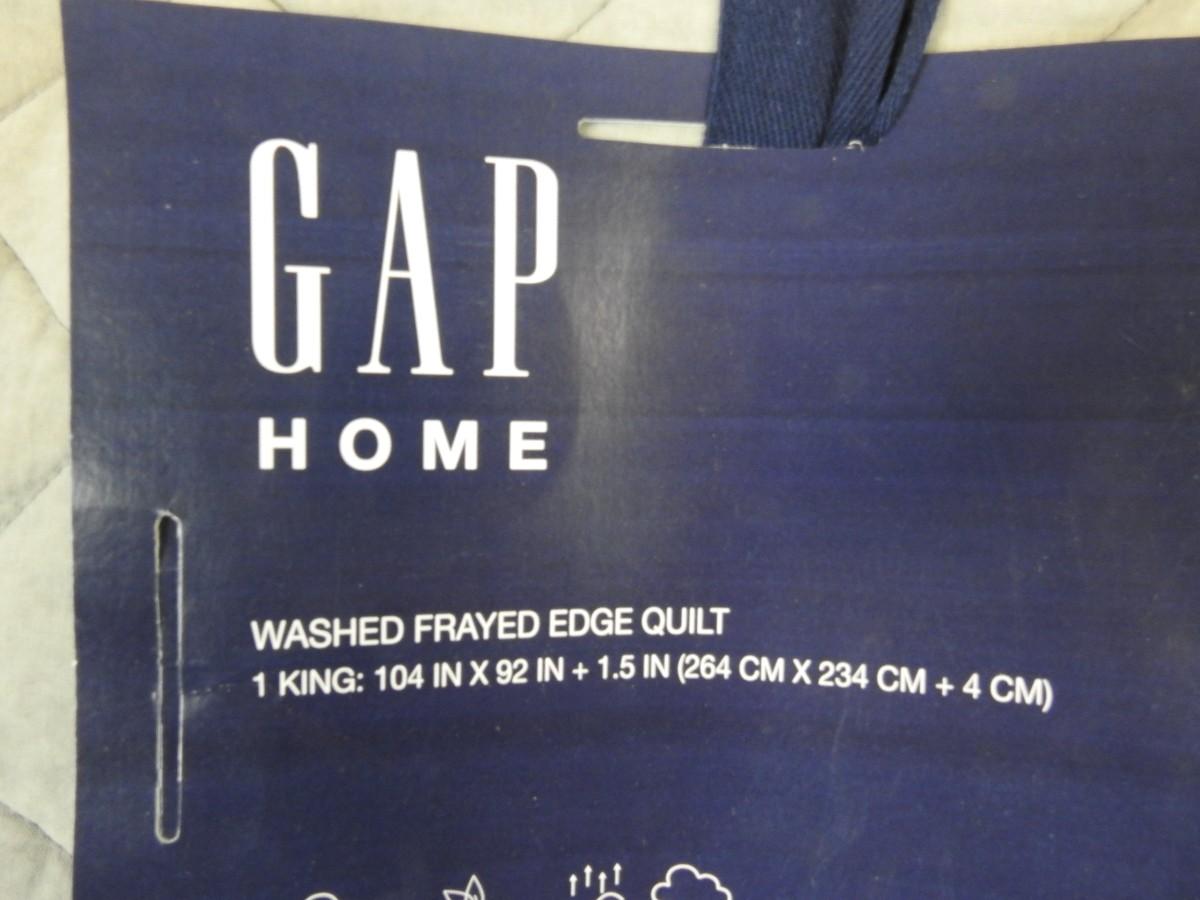 GAP
HOME
WASHED FRAYED EDGE QUILT
1 KING: 104 IN X 92 IN + 1.5 IN (264 CM X 234 CM + 4 CM)